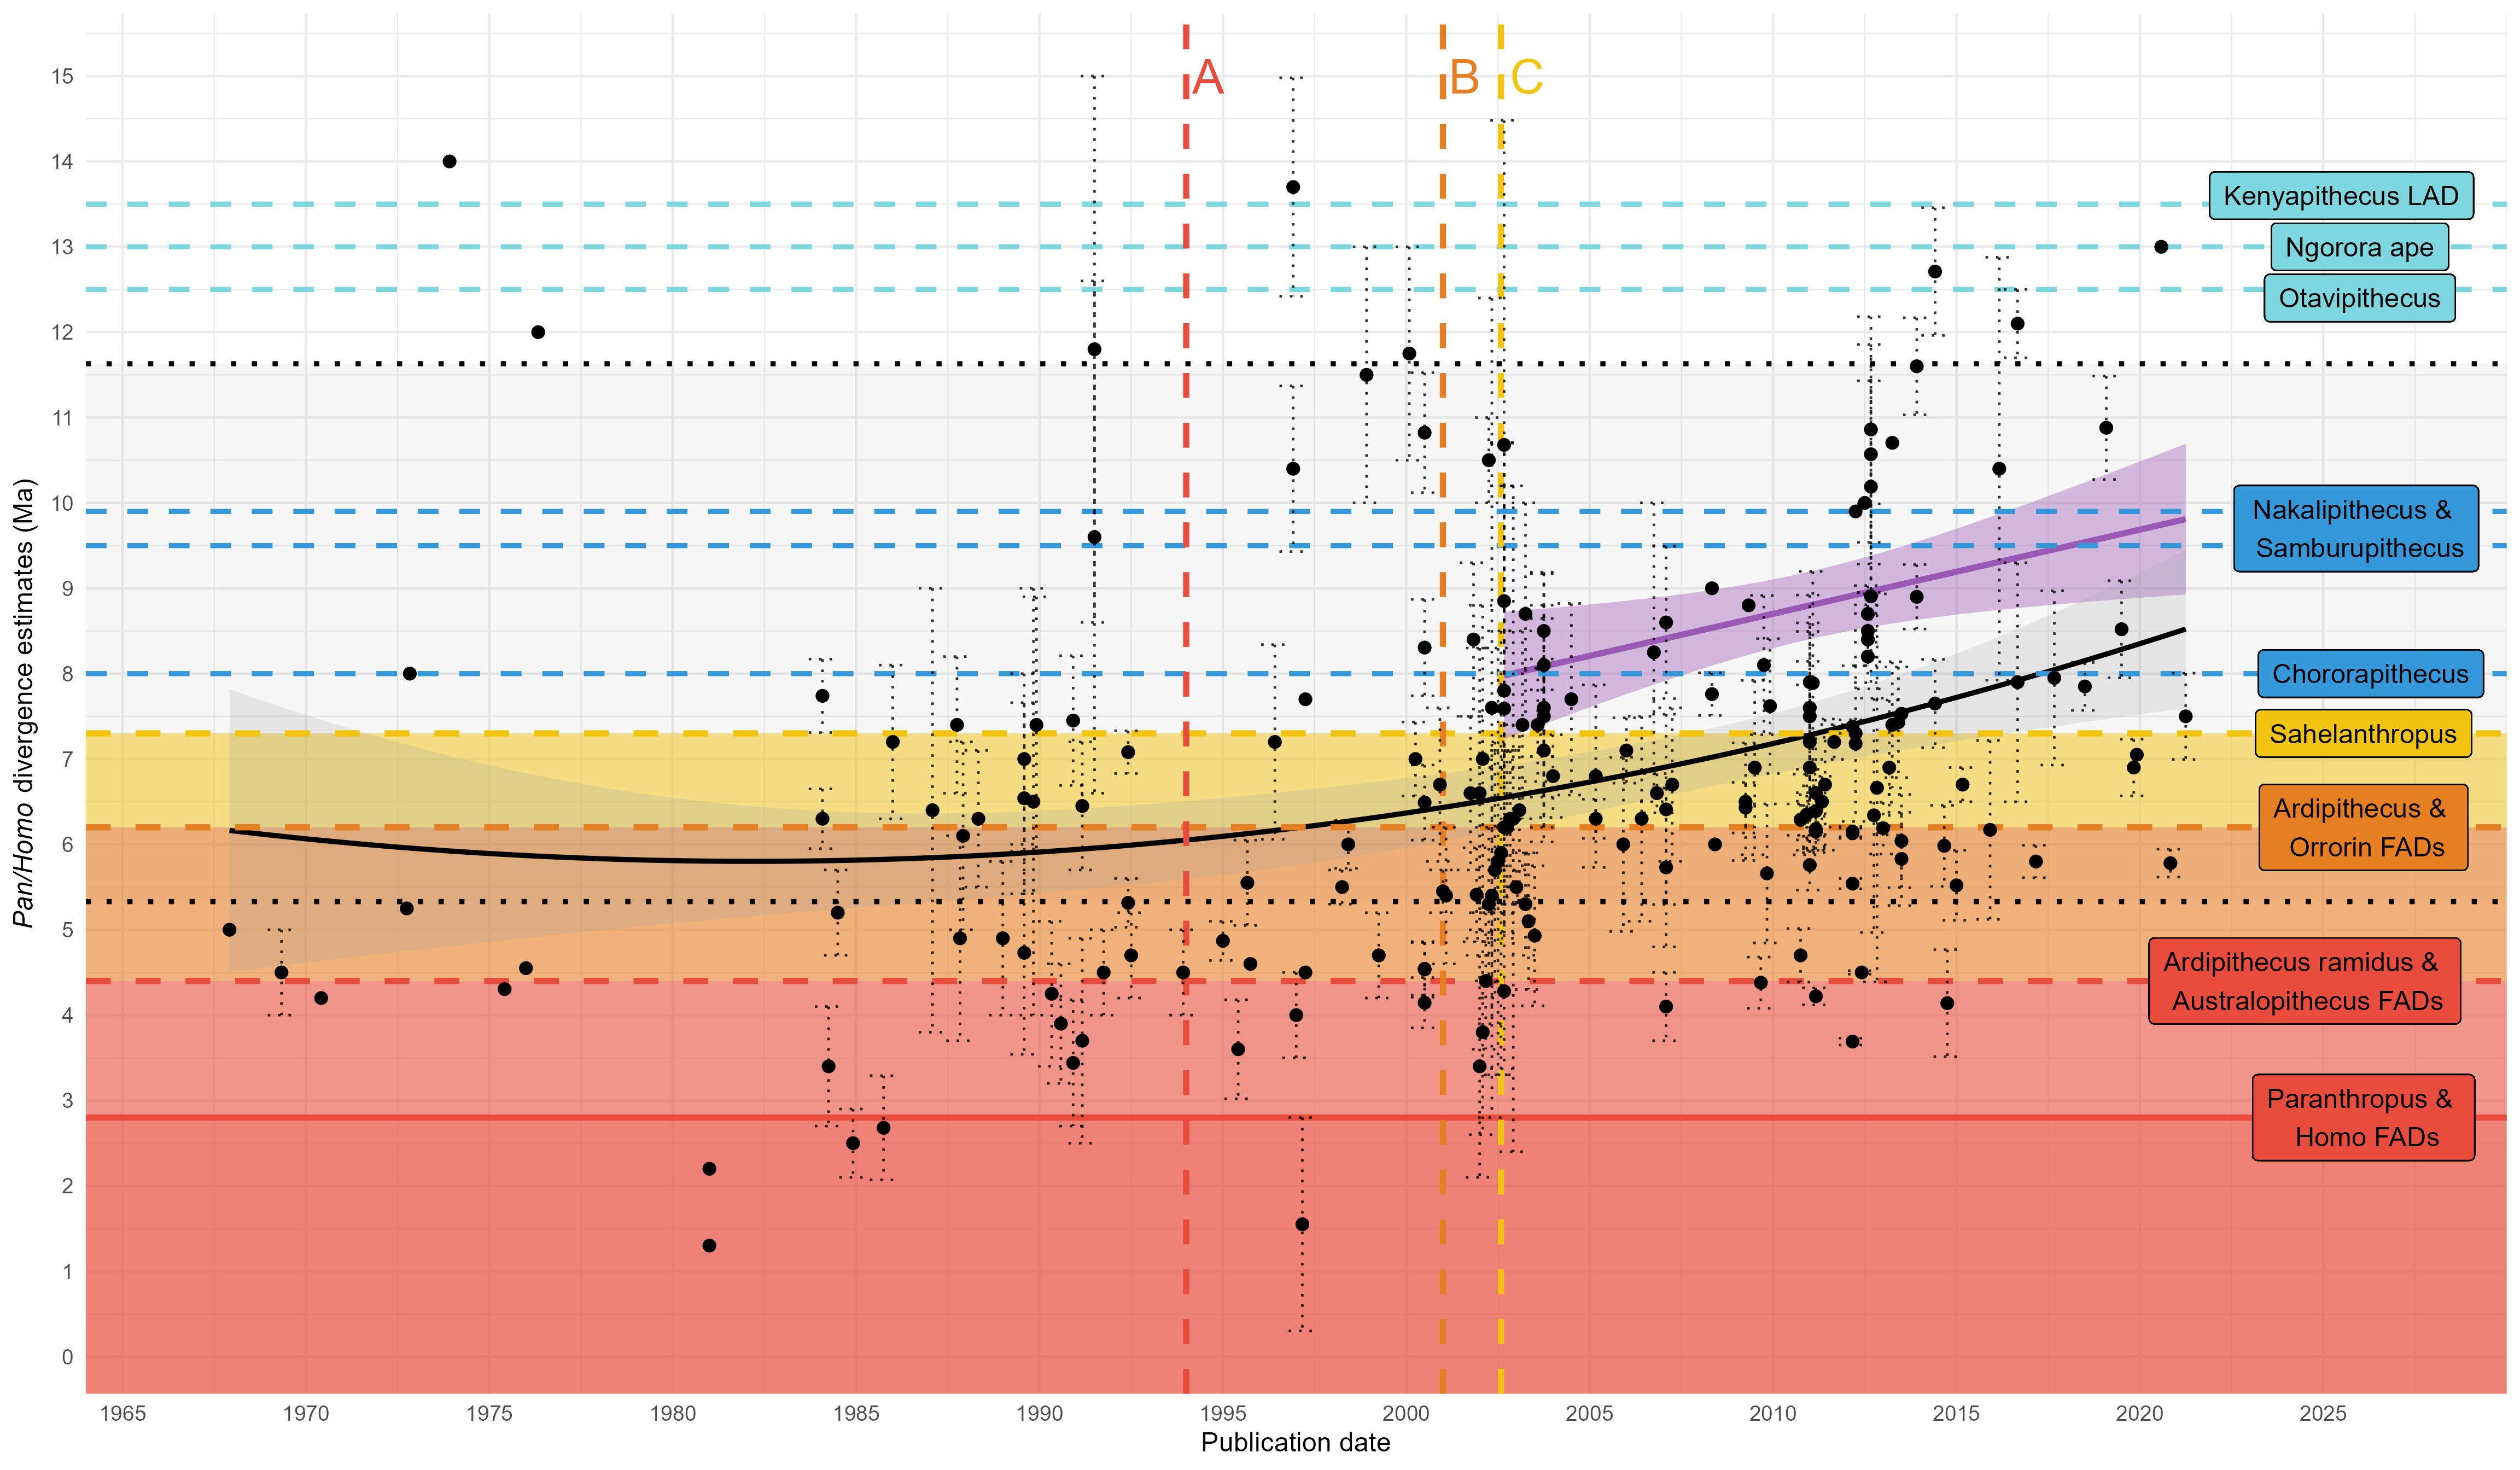 A
B
C
15
14
13
12
11
10
9
8
7
6
5
4
3
2
1
0
Pan/Homo divergence estimates (Ma)
Kenyapithecus LAD
Ngorora ape
Otavipithecus
Nakalipithecus &
Samburupithecus
Chororapithecus
Sahelanthropus
Ardipithecus &
Orrorin FADs
Ardipithecus ramidus &
Australopithecus FADs
Paranthropus &
Homo FADs
1965 1970 1975 1980 1985 1990 1995 2000 2005 2010 2015 2020 2025
Publication date